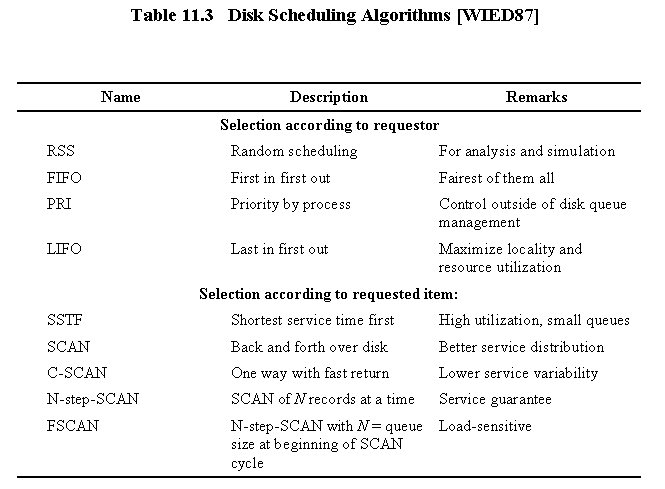 Table 11.3 Disk Scheduling Algorithms [WIED87]
Name Description Remarks
Selection according to requestor
RSS Random scheduling For analysis and simulation
FIFO First in first out Fairest of them all
PRI Priority by process Control outside of disk queue
management
LIFO Last in first out Maximize locality and
resource utilization
Selection according to requested item:
SSTF Shortest service time first High utilization, small queues
SCAN Back and forth over disk Better service distribution
C-SCAN One way with fast return Lower service variability
N-step-SCAN SCAN of N records at a time Service guarantee
FSCAN N-step-SCAN with N = queue Load-sensitive
size at beginning of SCAN
cycle